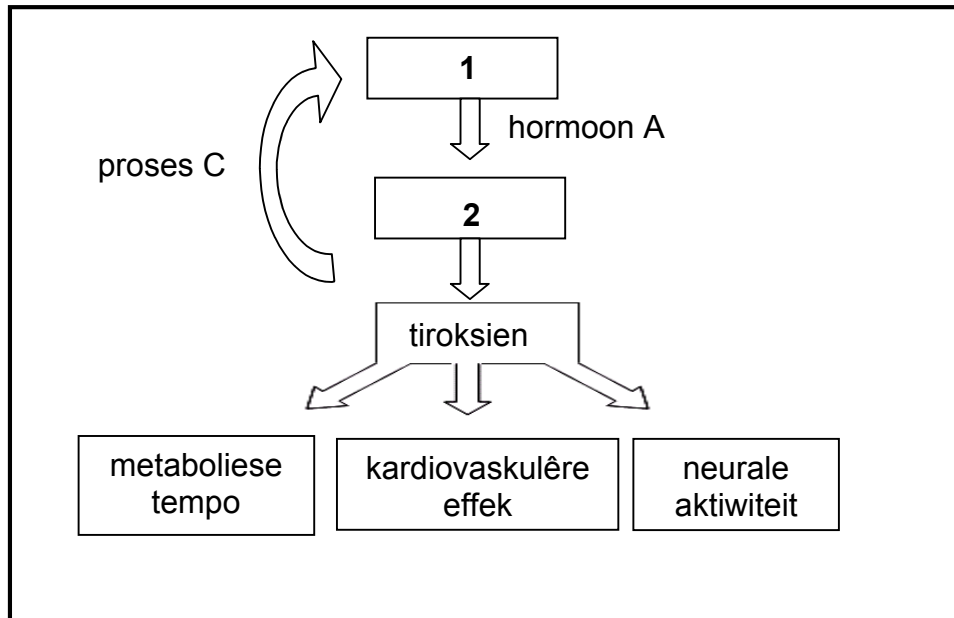 1
hormoon A
proses C
2
tiroksien
metaboliese
tempo
kardiovaskulêre
effek
neurale
aktiwiteit